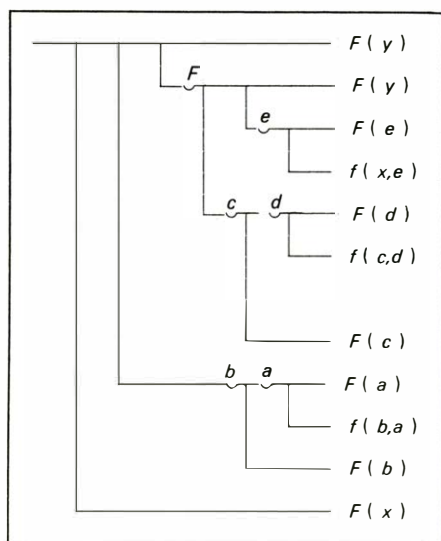 F ( y )
F
F ( y )
e
F ( e )
f ( x,e )
c d
F ( d )
f ( c,d )
F ( c )
b a
F ( a )
f ( b,a )
F ( b )
F ( x )